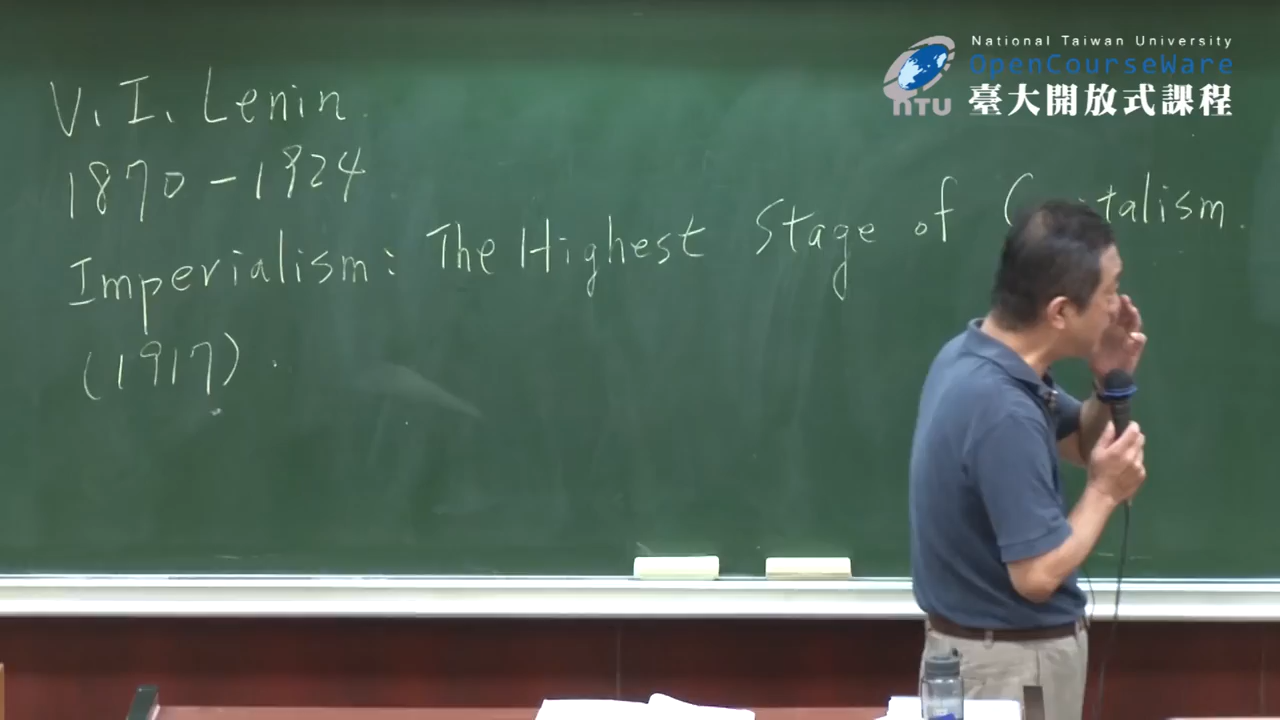 National Taiwan University
OpenCourseWare
臺大開放式課程
NTU
V. I. Lenin.
1870-1924
Imperialism: The Highest Stage of
(1917).